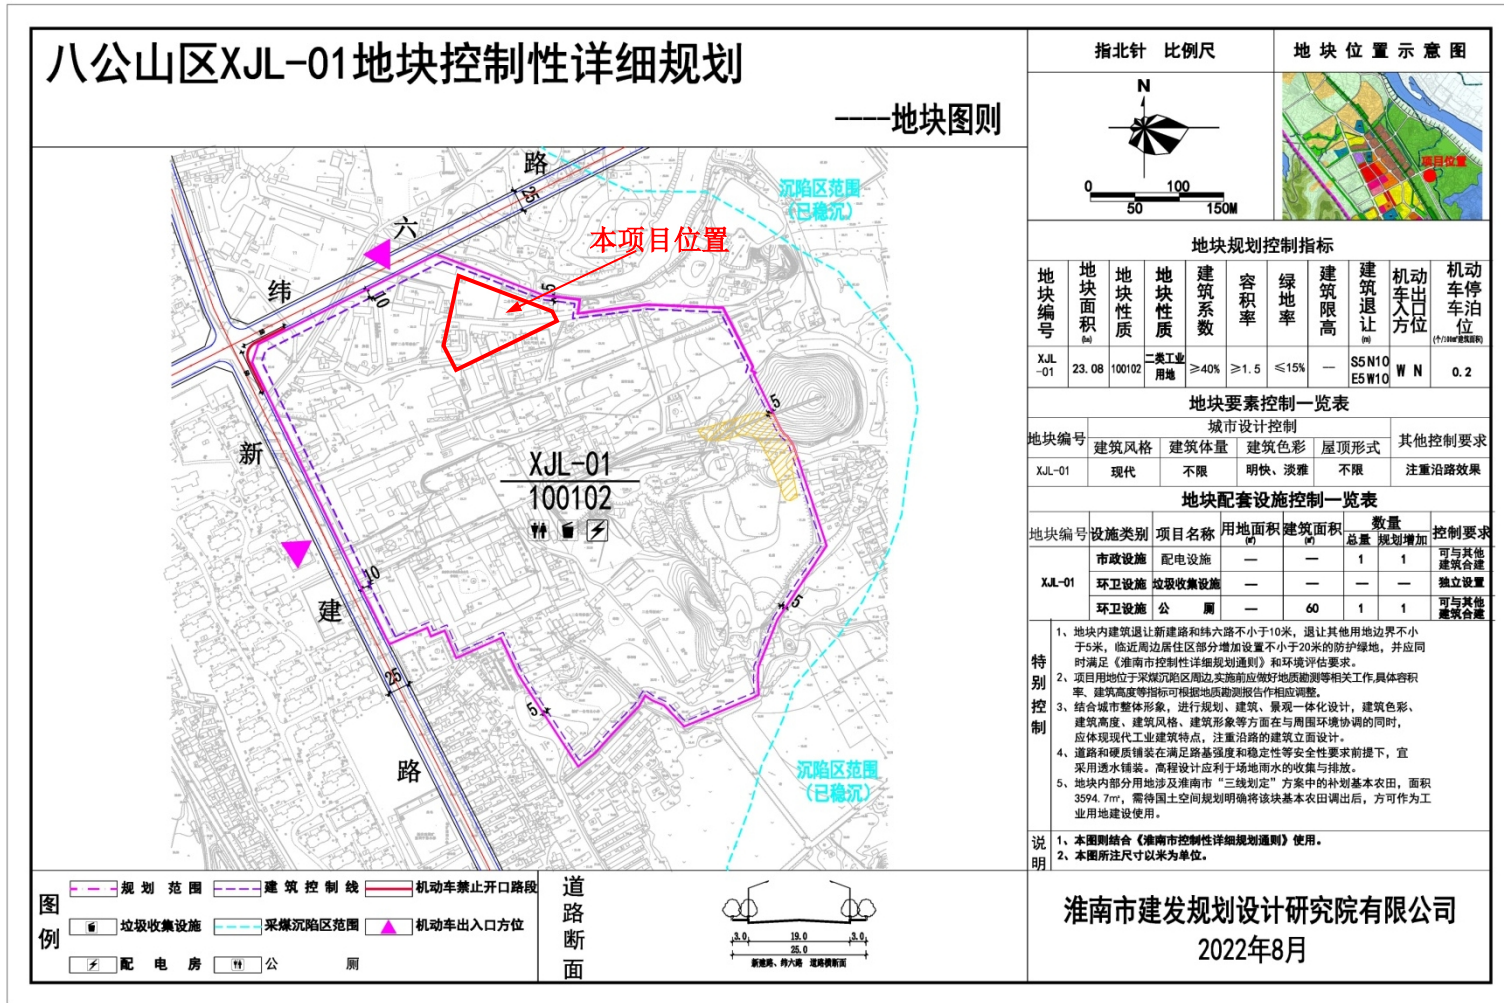 八公山区XJL-01地块控制性详细规划
----地块图则
指北针 比例尺
地块位置示意图
N
0 100
50 150M
项目位置
路
25
六
纬
10
沉陷区范围
(已稳沉)
本项目位置
5
5
XJL-01
100102
新
建
路
10
25
5
5
沉陷区范围
(已稳沉)
地块规划控制指标
地块编号 地块面积(ha) 地块性质 地块性质 建筑系数 容积率 绿地率 建筑限高 建筑退让(m) 机动车出入口方位 机动车停车泊位
XJL-01 23.08 100102 二类工业用地 ≥40% ≥1.5 ≤15% — S5N10E5W10 W N 0.2
地块要素控制一览表
地块编号 城市设计控制 其他控制要求
建筑风格 建筑体量 建筑色彩 屋顶形式
XJL-01 现代 不限 明快、淡雅 不限 注重沿路效果
地块配套设施控制一览表
地块编号 设施类别 项目名称 用地面积(㎡) 建筑面积(㎡) 数量 控制要求
总量 规划增加
XJL-01
市政设施 配电设施 — — 1 1 可与其他建筑合建
环卫设施 垃圾收集设施 — — — — 独立设置
环卫设施 公厕 — 60 1 1 可与其他建筑合建
特别控制
1、地块内建筑退让新建路和纬六路不小于10米，退让其他用地边界不小
于5米，临近周边居住区部分增加设置不小于20米的防护绿地，并应同
时满足《淮南市控制性详细规划通则》和环境评估要求。
2、项目用地位于采煤沉陷区周边,实施前应做好地质勘测等相关工作,具体容积
率、建筑高度等指标可根据地质勘测报告作相应调整。
3、结合城市整体形象，进行规划、建筑、景观一体化设计，建筑色彩、
建筑高度、建筑风格、建筑形象等方面在与周围环境协调的同时，
应体现现代工业建筑特点，注重沿路的建筑立面设计。
4、道路和硬质铺装在满足路基强度和稳定性等安全性要求前提下，宜
采用透水铺装。高程设计应利于场地雨水的收集与排放。
5、地块内部分用地涉及淮南市“三线划定”方案中的补划基本农田，面积
3594.7㎡，需待国土空间规划明确将该块基本农田调出后，方可作为工
业用地建设使用。
说明
1、本图则结合《淮南市控制性详细规划通则》使用。
2、本图所注尺寸以米为单位。
图例
规划范围 建筑控制线 机动车禁止开口路段
垃圾收集设施 采煤沉陷区范围 机动车出入口方位
配电房 公厕
道路断面
3.0 19.0 3.0
25.0
新建路、纬六路 道路横断面
淮南市建发规划设计研究院有限公司
2022年8月